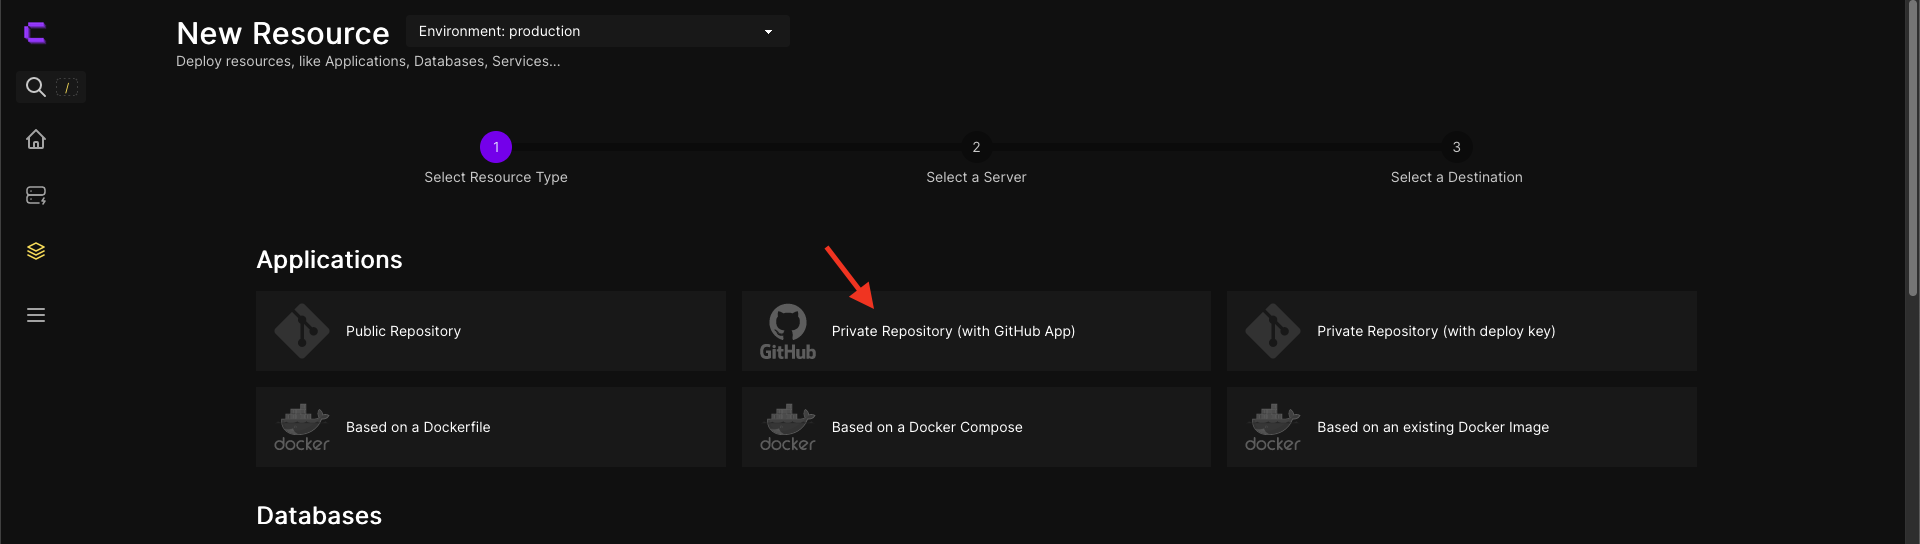 New Resource
Environment: production
Deploy resources, like Applications, Databases, Services...
/
1
2
3
Select Resource Type
Select a Server
Select a Destination
Applications
Public Repository
GitHub
Private Repository (with GitHub App)
Private Repository (with deploy key)
docker
Based on a Dockerfile
docker
Based on a Docker Compose
docker
Based on an existing Docker Image
Databases